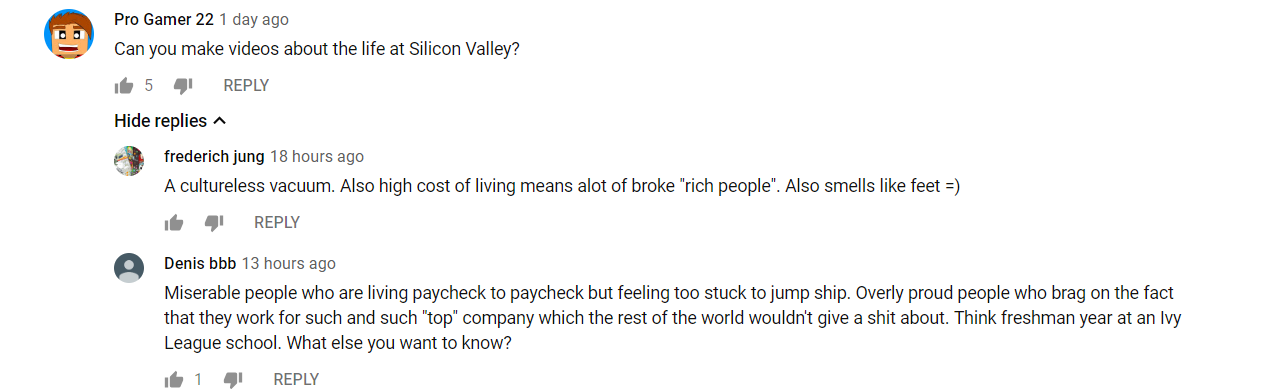 Pro Gamer 22 1 day ago
Can you make videos about the life at Silicon Valley?
5 REPLY
Hide replies
frederich jung 18 hours ago
A cultureless vacuum. Also high cost of living means alot of broke "rich people". Also smells like feet =)
REPLY
Denis bbb 13 hours ago
Miserable people who are living paycheck to paycheck but feeling too stuck to jump ship. Overly proud people who brag on the fact
that they work for such and such "top" company which the rest of the world wouldn't give a shit about. Think freshman year at an Ivy
League school. What else you want to know?
1 REPLY